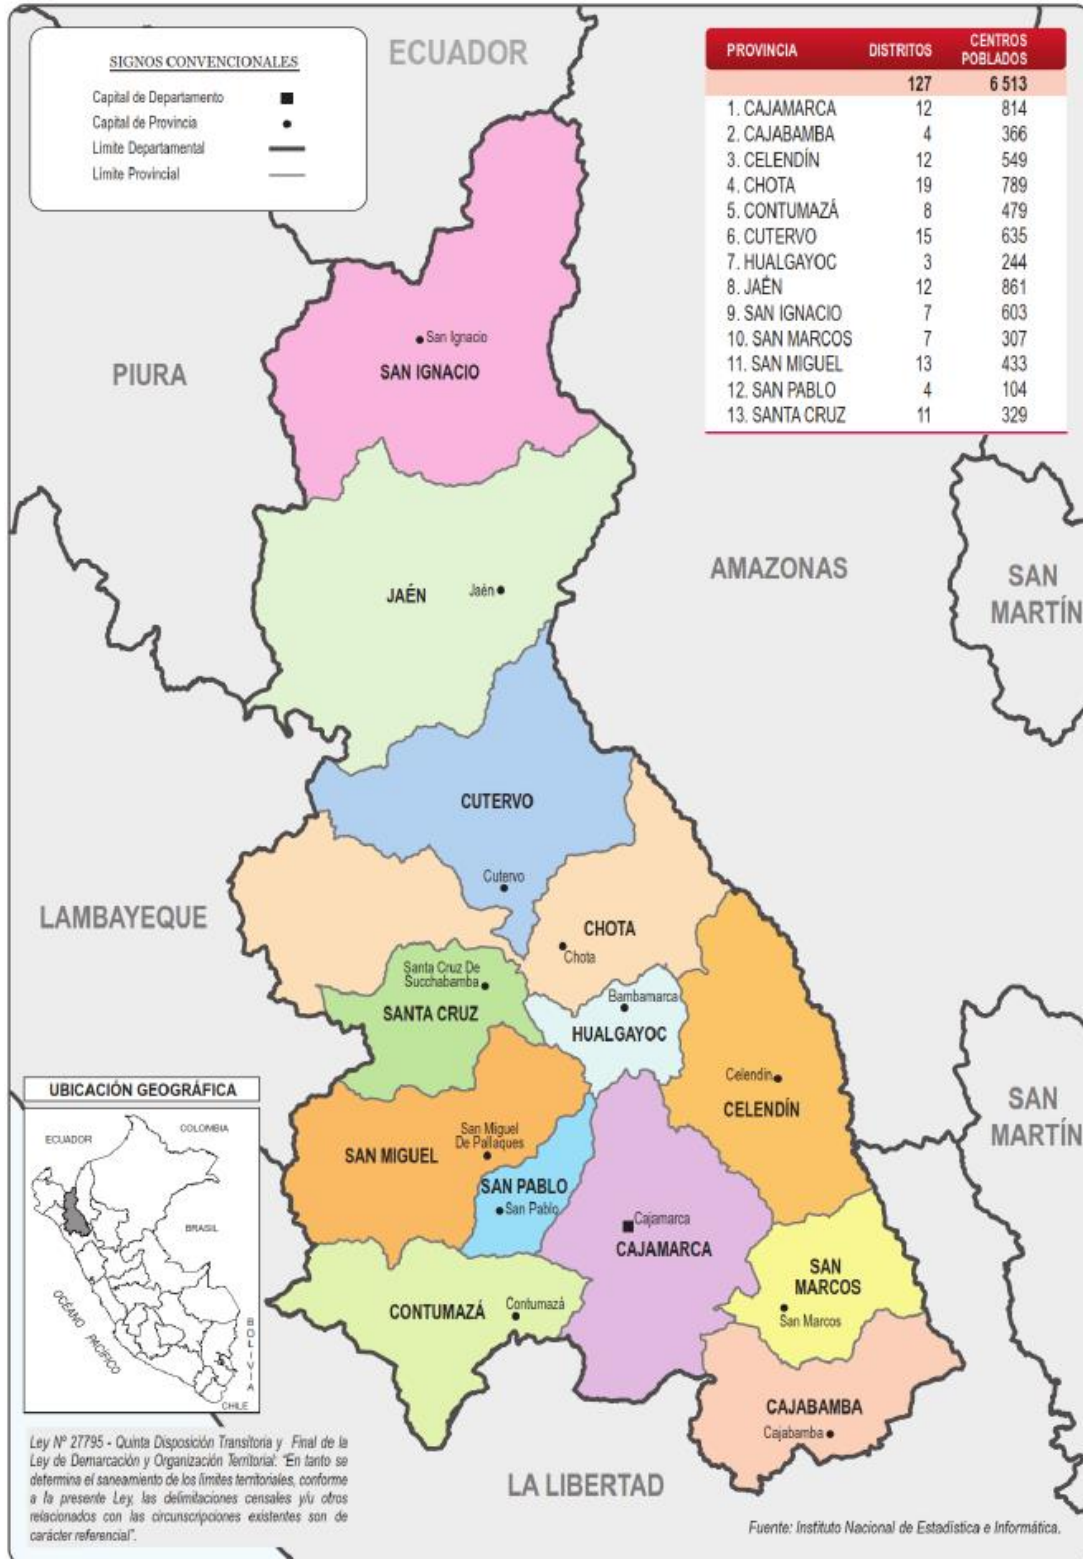 SIGNOS CONVENCIONALES
Capital de Departamento
Capital de Provincia
Limite Departamental
Limite Provincial
ECUADOR
PROVINCIA DISTRITOS CENTROS POBLADOS
127 6 513
1. CAJAMARCA 12 814
2. CAJABAMBA 4 366
3. CELENDÍN 12 549
4. CHOTA 19 789
5. CONTUMAZÁ 8 479
6. CUTERVO 15 635
7. HUALGAYOC 3 244
8. JAÉN 12 861
9. SAN IGNACIO 7 603
10. SAN MARCOS 7 307
11. SAN MIGUEL 13 433
12. SAN PABLO 4 104
13. SANTA CRUZ 11 329
San Ignacio
PIURA
SAN IGNACIO
AMAZONAS
SAN
MARTÍN
JAÉN
Jaén
CUTERVO
Cutervo
LAMBAYEQUE
CHOTA
Chota
Santa Cruz De
Succhabamba
SANTA CRUZ
Bambamarca
HUALGAYOC
Celendín
CELENDÍN
SAN
MARTÍN
San Miguel
De Pallaques
SAN MIGUEL
SAN PABLO
San Pablo
Cajamarca
CAJAMARCA
SAN
MARCOS
San Marcos
CONTUMAZÁ
Contumazá
CAJABAMBA
Cajabamba
LA LIBERTAD
UBICACIÓN GEOGRÁFICA
ECUADOR
COLOMBIA
BRASIL
OCÉANO PACÍFICO
BOLIVIA
CHILE
Ley Nº 27795 - Quinta Disposición Transitoria y Final de la
Ley de Demarcación y Organización Territorial: "En tanto se
determina el saneamiento de los límites territoriales, conforme
a la presente Ley, las delimitaciones censales y/u otros
relacionados con las circunscripciones existentes son de
carácter referencial".
Fuente: Instituto Nacional de Estadística e Informática.